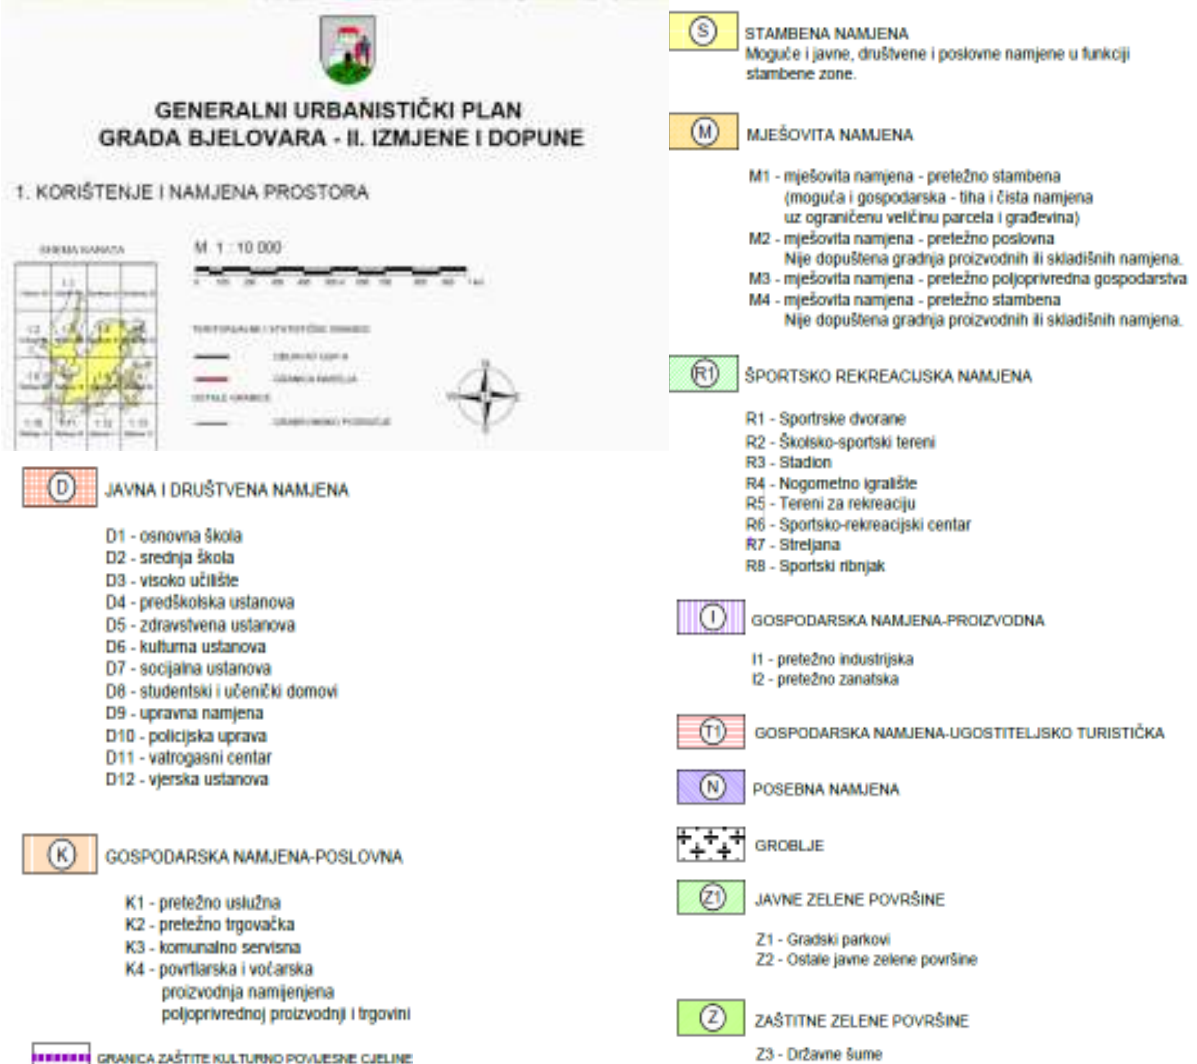 GENERALNI URBANISTIČKI PLAN
GRADA BJELOVARA - II. IZMJENE I DOPUNE
1. KORIŠTENJE I NAMJENA PROSTORA
SHEMA KARATA
M 1 : 10 000
D
JAVNA I DRUŠTVENA NAMJENA
D1 - osnovna škola
D2 - srednja škola
D3 - visoko učilište
D4 - predškolska ustanova
D5 - zdravstvena ustanova
D6 - kulturna ustanova
D7 - socijalna ustanova
D8 - studentski i učenički domovi
D9 - upravna namjena
D10 - policijska uprava
D11 - vatrogasni centar
D12 - vjerska ustanova
K
GOSPODARSKA NAMJENA-POSLOVNA
K1 - pretežno uslužna
K2 - pretežno trgovačka
K3 - komunalno servisna
K4 - povrtlarska i voćarska
proizvodnja namijenjena
poljoprivrednoj proizvodnji i trgovini
GRANICA ZAŠTITE KULTURNO POVIJESNE CJELINE
S
STAMBENA NAMJENA
Moguće i javne, društvene i poslovne namjene u funkciji
stambene zone.
M
MJEŠOVITA NAMJENA
M1 - mješovita namjena - pretežno stambena
(moguća i gospodarska - tiha i čista namjena
uz ograničenu veličinu parcela i građevina)
M2 - mješovita namjena - pretežno poslovna
Nije dopuštena gradnja proizvodnih ili skladišnih namjena.
M3 - mješovita namjena - pretežno poljoprivredna gospodarstva
M4 - mješovita namjena - pretežno stambena
Nije dopuštena gradnja proizvodnih ili skladišnih namjena.
R1
ŠPORTSKO REKREACIJSKA NAMJENA
R1 - Sportrske dvorane
R2 - Školsko-sportski tereni
R3 - Stadion
R4 - Nogometno igralište
R5 - Tereni za rekreaciju
R6 - Sportsko-rekreacijski centar
R7 - Streljana
R8 - Sportski ribnjak
I
GOSPODARSKA NAMJENA-PROIZVODNA
I1 - pretežno industrijska
I2 - pretežno zanatska
T1
GOSPODARSKA NAMJENA-UGOSTITELJSKO TURISTIČKA
N
POSEBNA NAMJENA
GROBLJE
Z1
JAVNE ZELENE POVRŠINE
Z1 - Gradski parkovi
Z2 - Ostale javne zelene površine
Z
ZAŠTITNE ZELENE POVRŠINE
Z3 - Državne šume